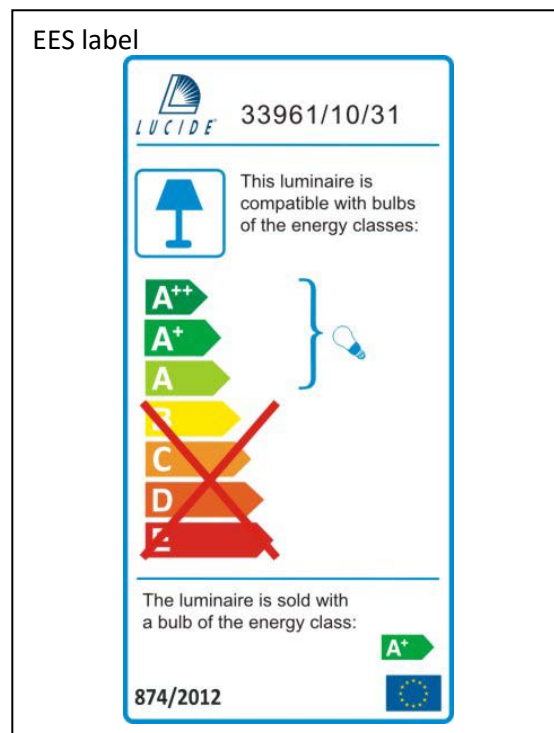 EES label
LUCIDE
33961/10/31
This luminaire is
compatible with bulbs
of the energy classes:
A++
A+
A
B
C
D
E
The luminaire is sold with
a bulb of the energy class:
A+
874/2012